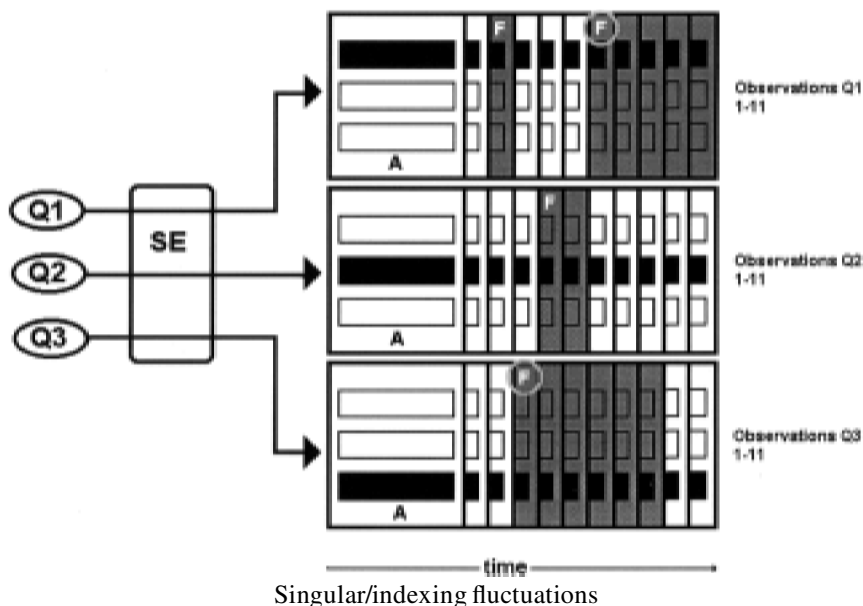 F
F
Observations Q1
1-11
A
Q1
SE
F
Q2
Observations Q2
1-11
Q3
A
F
Observations Q3
1-11
A
time
Singular/indexing fluctuations